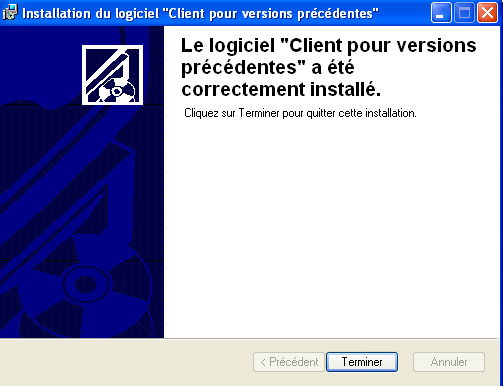 Installation du logiciel "Client pour versions précédentes"
Le logiciel "Client pour versions
précédentes" a été
correctement installé.
Cliquez sur Terminer pour quitter cette installation.
< Précédent
Terminer
Annuler